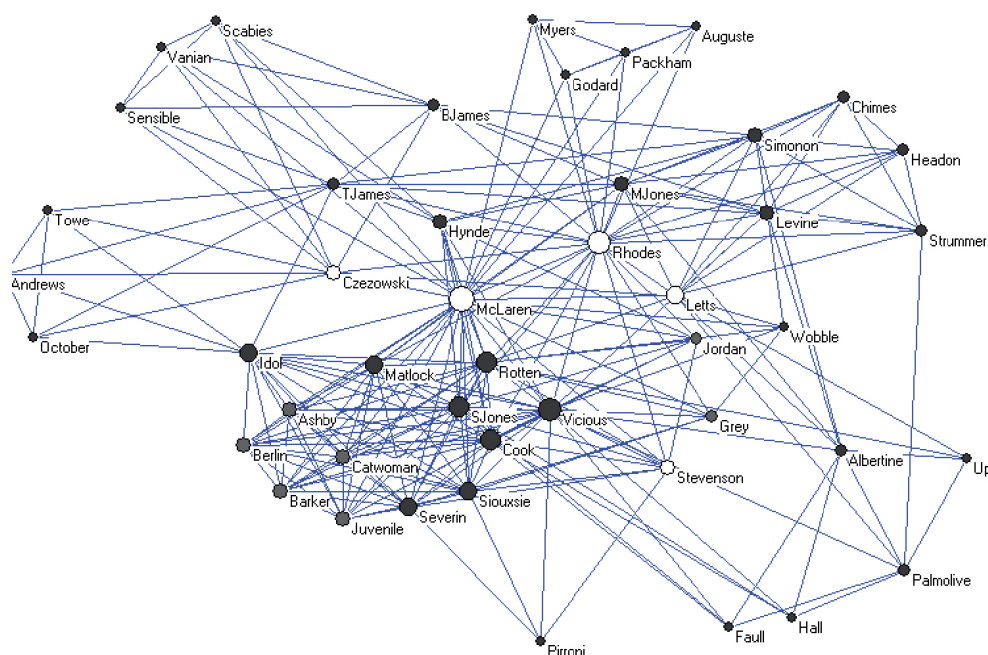 Scabies
Myers
Auguste
Vanian
Packham
Godard
Chimes
Sensible
BJames
Simonon
Headon
TJames
MJones
Towe
Levine
Hynde
Strummer
Rhodes
Andrews
Czezowski
McLaren
Letts
Wobble
October
Jordan
Idol
Matlock
Rotten
Ashby
SJones
Vicious
Grey
Berlin
Cook
Catwoman
Albertine
Up
Stevenson
Barker
Siouxsie
Severin
Juvenile
Palmolive
Hall
Faull
Pirroni